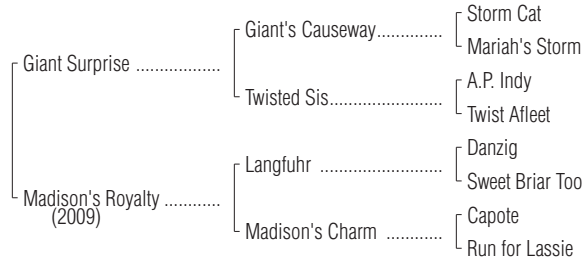 Storm Cat
Giant's Causeway..............
Mariah's Storm
Giant Surprise ..................
A.P. Indy
Twisted Sis........................
Twist Afleet
Danzig
Langfuhr ..........................
Sweet Briar Too
Madison's Royalty ............
(2009)
Capote
Madison's Charm ............
Run for Lassie